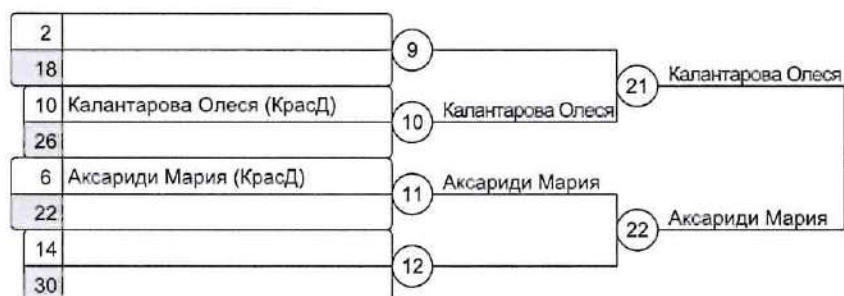 2
9
18
21 Калантарова Олеся
10 Калантарова Олеся (КрасД)
10 Калантарова Олеся
26
6 Аксариди Мария (КрасД)
11 Аксариди Мария
22
22 Аксариди Мария
14
12
30